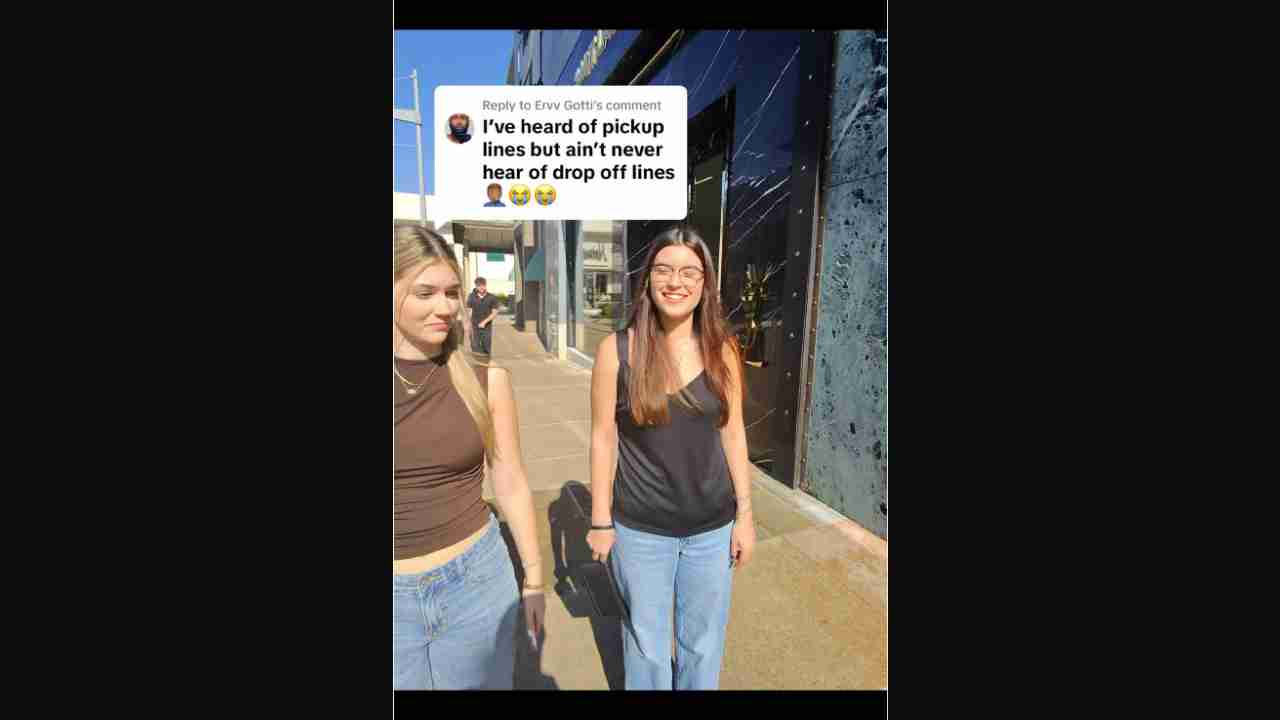 Reply to Ervv Gotti's comment
I've heard of pickup
lines but ain't never
hear of drop off lines
🤦🏾‍♂️😭😭